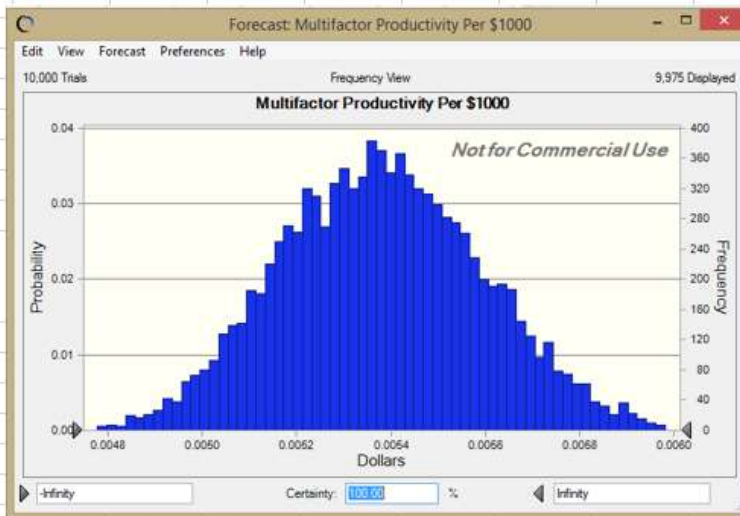 Forecast: Multifactor Productivity Per $1000
Edit View Forecast Preferences Help
10,000 Trials Frequency View 9,975 Displayed
Multifactor Productivity Per $1000
Not for Commercial Use
0.04 400
360
0.03 320
280
Probability
0.02 240
200
Frequency
160
0.01 120
80
40
0.00 0
0.0048 0.0050 0.0052 0.0054 0.0056 0.0058 0.0060
Dollars
-Infinity Certainty: 100.00 % Infinity